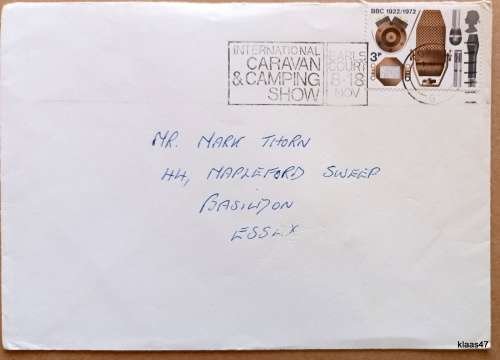 BBC 1922/1972
3P
INTERNATIONAL
CARAVAN
& CAMPING
SHOW
EARLS
COURT
8-18
NOV
MR. MARK THORN
44, MAPLEFORD SWEEP
BASILDON
ESSEX
klaas47